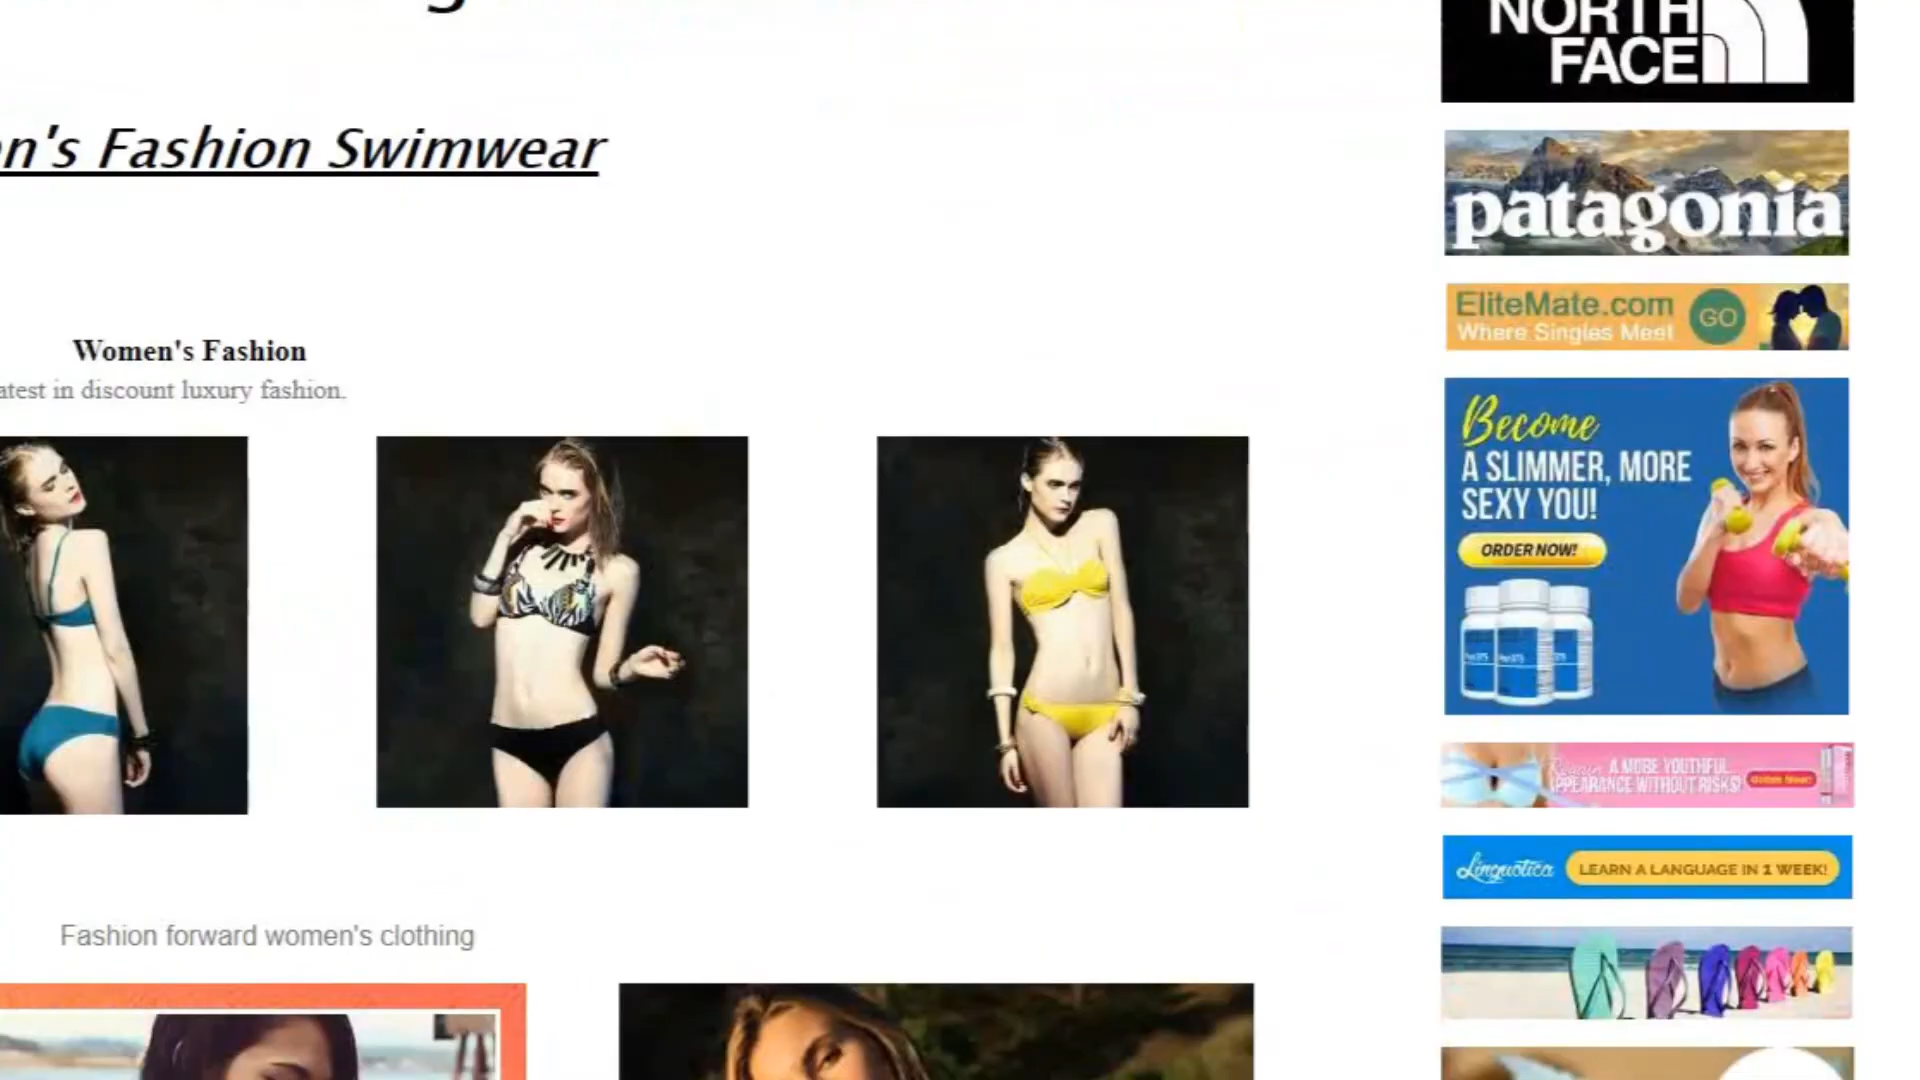 n's Fashion Swimwear
Women's Fashion
atest in discount luxury fashion.
Fashion forward women's clothing
NORTH
FACE
patagonia
EliteMate.com
Where Singles Meet
GO
Become
A SLIMMER, MORE
SEXY YOU!
ORDER NOW!
A MORE YOUTHFUL
PPEARANCE WITHOUT RISKS!
Linguotica
LEARN A LANGUAGE IN 1 WEEK!